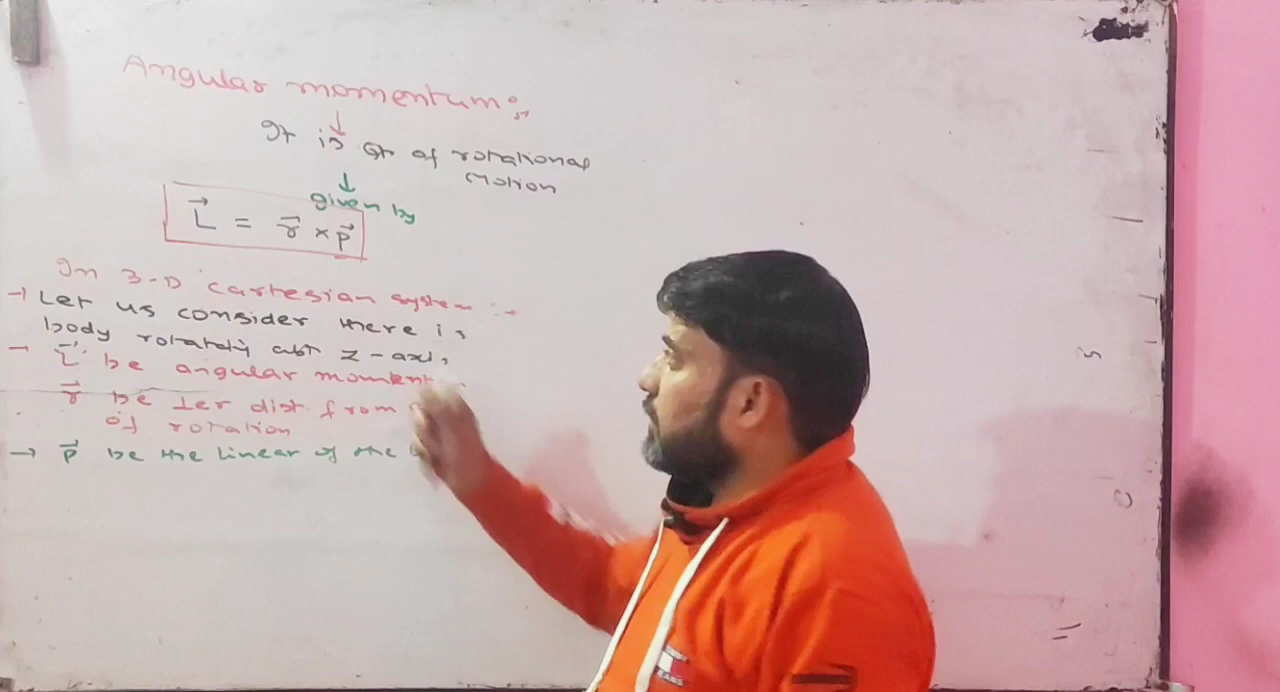 Angular momentum :-
It is qt of rotational
Motion
given by
L = r × p
In 3-D cartesian system :-
→ Let us consider there is
body rotating abt z-axis
→ L be angular moment
r be ⊥er dist from
of rotation
→ p be the linear of the